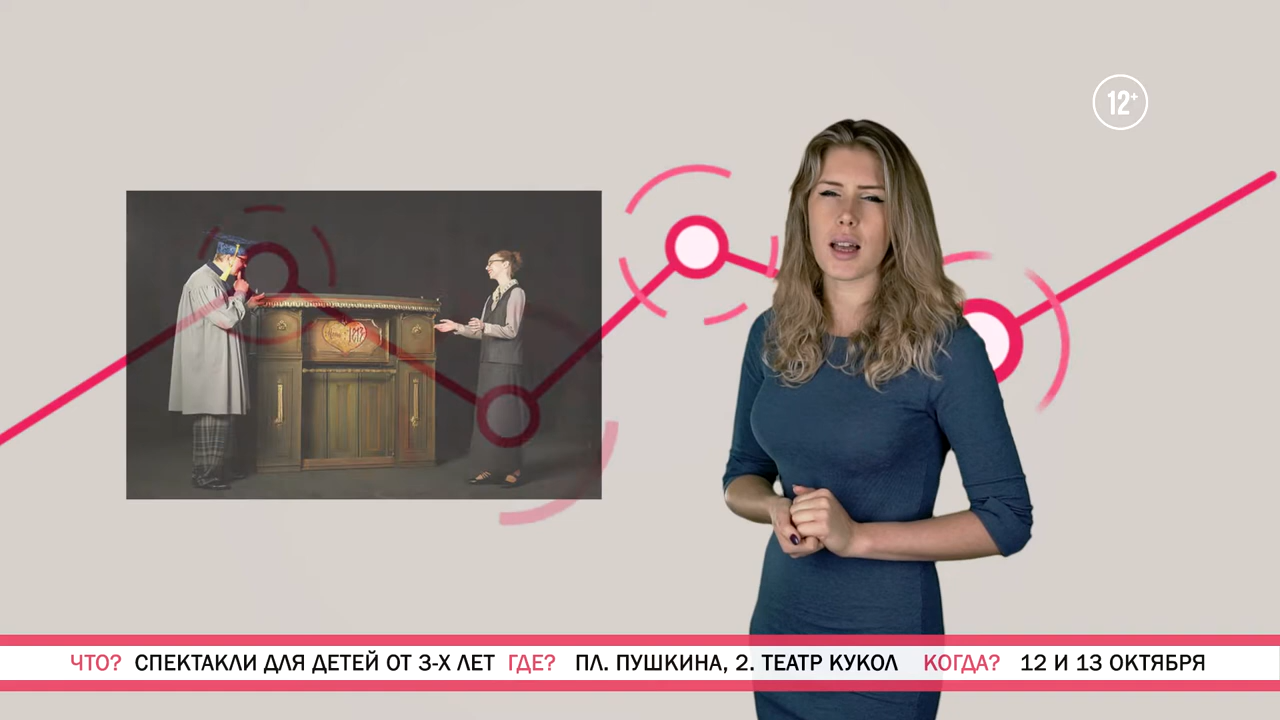 12+
ЧТО? СПЕКТАКЛИ ДЛЯ ДЕТЕЙ ОТ 3-Х ЛЕТ ГДЕ? ПЛ. ПУШКИНА, 2. ТЕАТР КУКОЛ КОГДА? 12 И 13 ОКТЯБРЯ